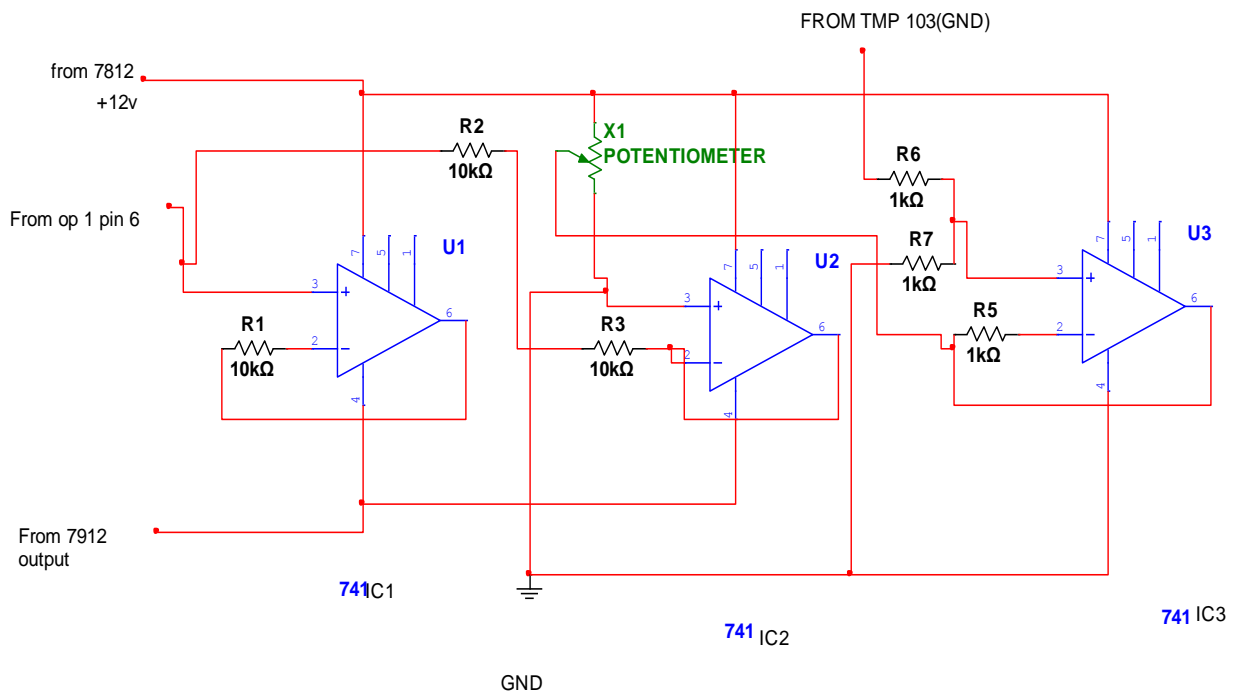 FROM TMP 103(GND)
from 7812
+12v
R2
10kΩ
X1
POTENTIOMETER
R6
1kΩ
From op 1 pin 6
U1
7
5
1
3
+
2
−
6
4
R1
10kΩ
U2
7
5
1
3
+
2
−
6
4
R3
10kΩ
R7
1kΩ
U3
7
5
1
3
+
2
−
6
4
R5
1kΩ
From 7912
output
741 IC1
741 IC2
741 IC3
GND